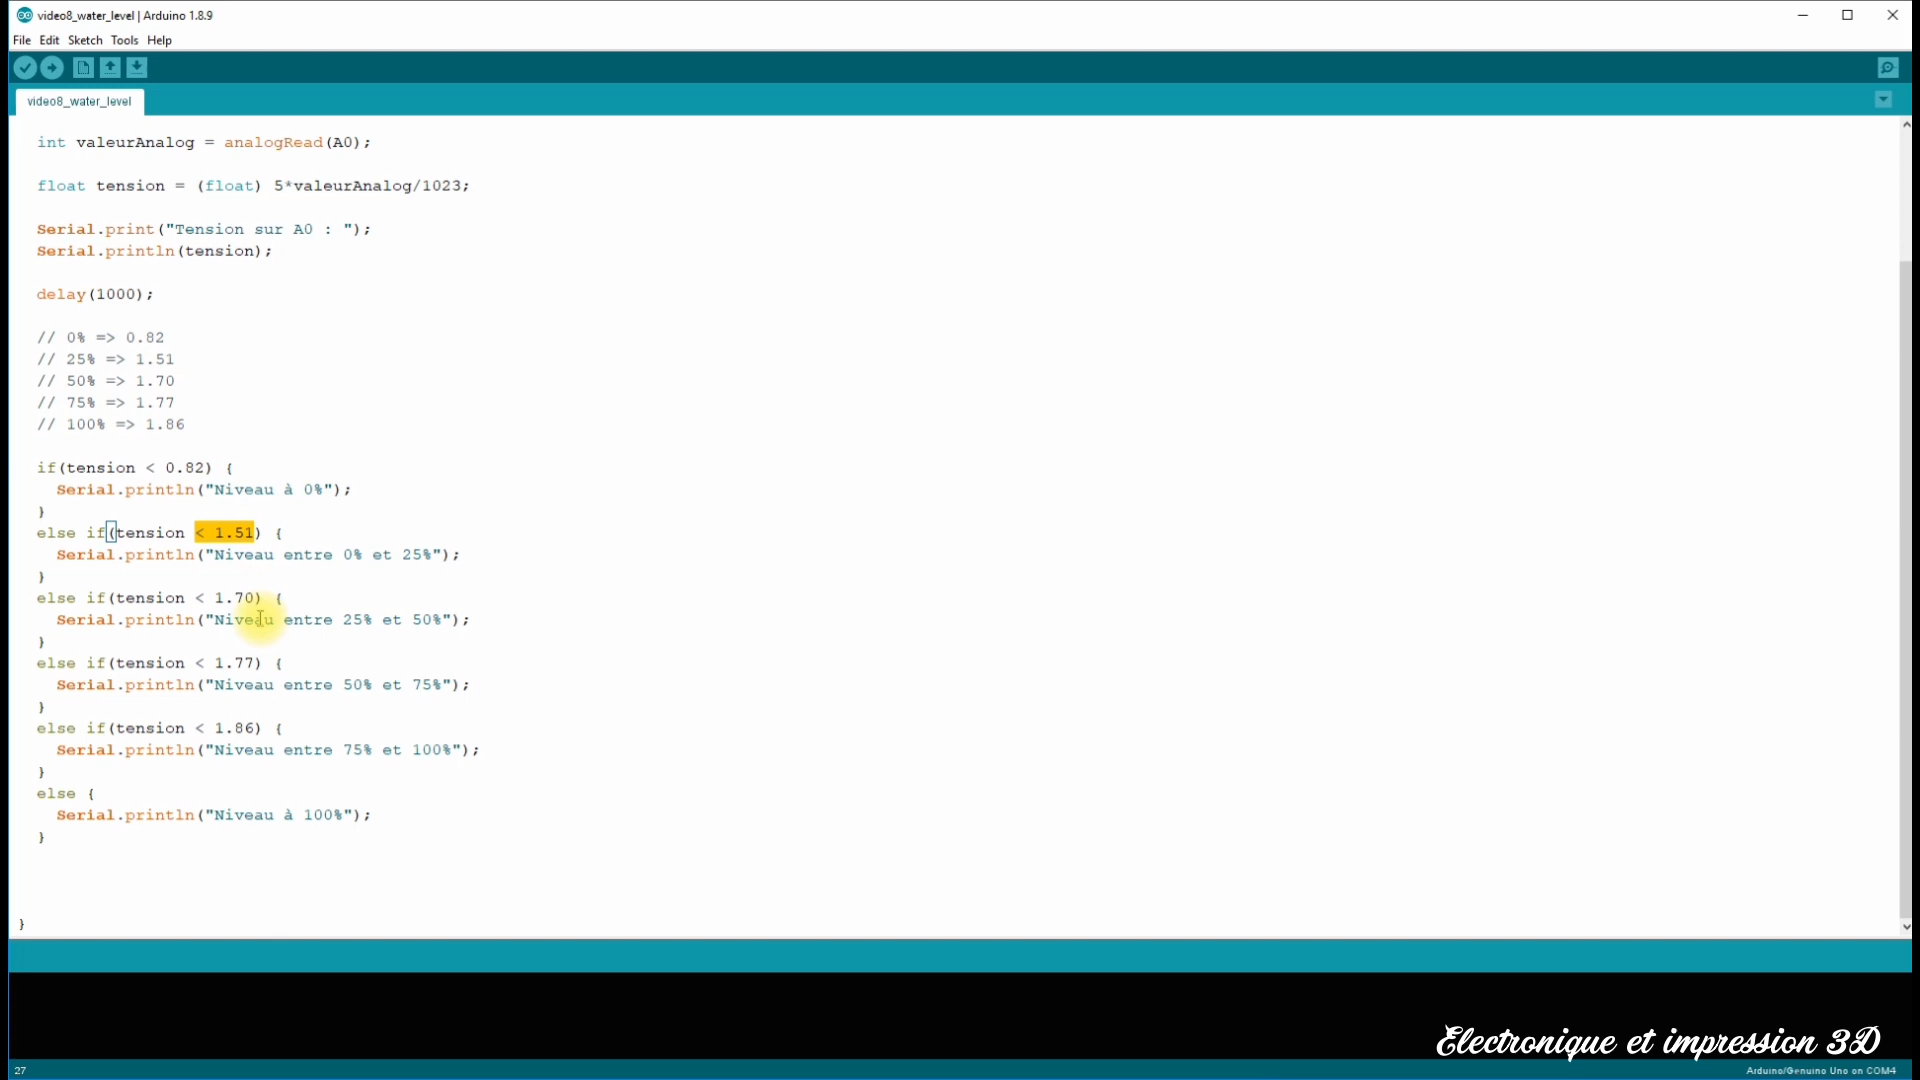 video8_water_level | Arduino 1.8.9
File Edit Sketch Tools Help
video8_water_level
int valeurAnalog = analogRead(A0);
float tension = (float) 5*valeurAnalog/1023;
Serial.print("Tension sur A0 : ");
Serial.println(tension);
delay(1000);
// 0% => 0.82
// 25% => 1.51
// 50% => 1.70
// 75% => 1.77
// 100% => 1.86
if(tension < 0.82) {
Serial.println("Niveau à 0%");
}
else if(tension < 1.51) {
Serial.println("Niveau entre 0% et 25%");
}
else if(tension < 1.70) {
Serial.println("Niveau entre 25% et 50%");
}
else if(tension < 1.77) {
Serial.println("Niveau entre 50% et 75%");
}
else if(tension < 1.86) {
Serial.println("Niveau entre 75% et 100%");
}
else {
Serial.println("Niveau à 100%");
}
}
Electronique et impression 3D
27
Arduino/Genuino Uno on COM4